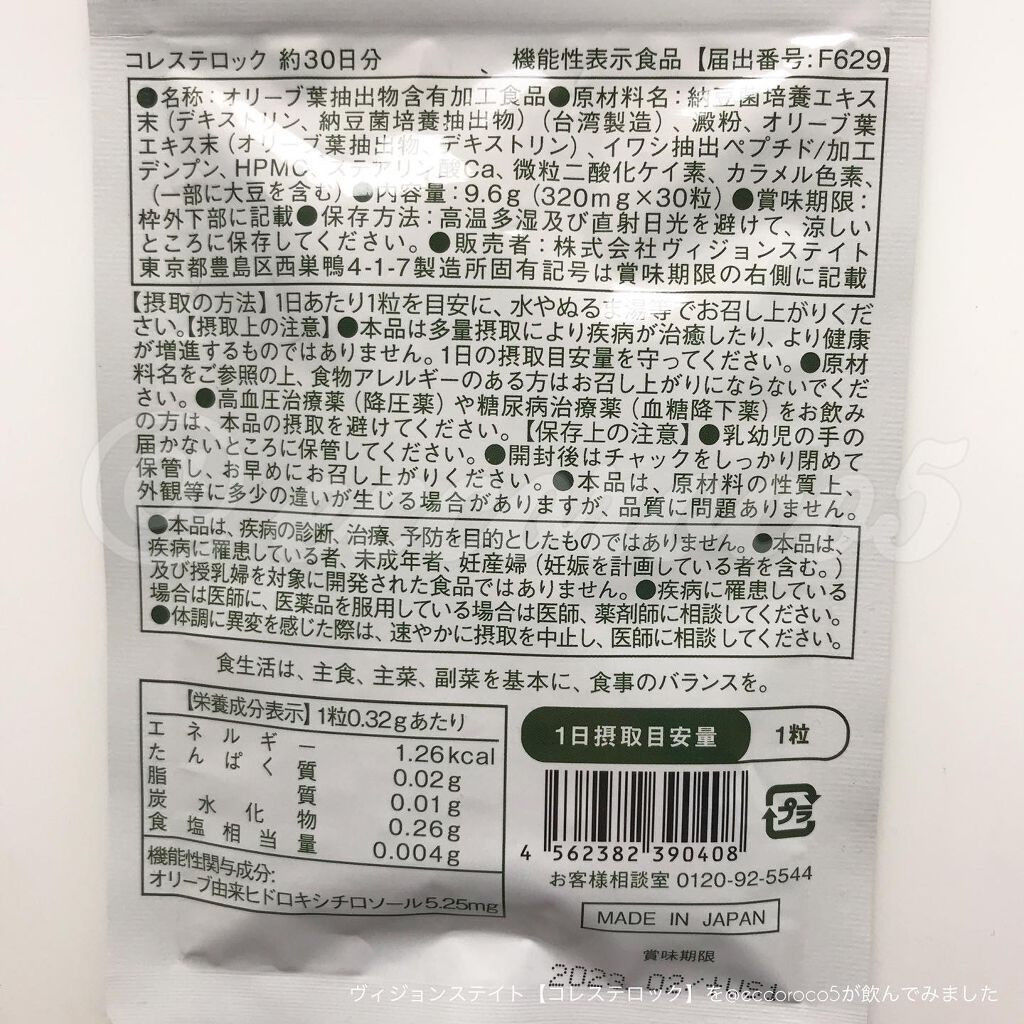 コレステロック 約30日分
機能性表示食品【届出番号:F629】
●名称：オリーブ葉抽出物含有加工食品●原材料名：納豆菌培養エキス
末（デキストリン、納豆菌培養抽出物）（台湾製造）、澱粉、オリーブ葉
エキス末（オリーブ葉抽出物、デキストリン）、イワシ抽出ペプチド/加工
デンプン、HPMC、ステアリン酸Ca、微粒二酸化ケイ素、カラメル色素、
（一部に大豆を含む）●内容量：9.6g（320mg×30粒）●賞味期限：
枠外下部に記載●保存方法：高温多湿及び直射日光を避けて、涼しい
ところに保存してください。●販売者：株式会社ヴィジョンステイト
東京都豊島区西巣鴨4-1-7製造所固有記号は賞味期限の右側に記載
【摂取の方法】1日あたり1粒を目安に、水やぬるま湯等でお召し上がりくだ
さい。【摂取上の注意】●本品は多量摂取により疾病が治癒したり、より健康
が増進するものではありません。1日の摂取目安量を守ってください。●原材
料名をご参照の上、食物アレルギーのある方はお召し上がりにならないでくだ
さい。●高血圧治療薬（降圧薬）や糖尿病治療薬（血糖降下薬）をお飲み
の方は、本品の摂取を避けてください。【保存上の注意】●乳幼児の手の
届かないところに保管してください。●開封後はチャックをしっかり閉めて
保管し、お早めにお召し上がりください。●本品は、原材料の性質上、
外観等に多少の違いが生じる場合がありますが、品質に問題ありません。
●本品は、疾病の診断、治療、予防を目的としたものではありません。●本品は、
疾病に罹患している者、未成年者、妊産婦（妊娠を計画している者を含む。）
及び授乳婦を対象に開発された食品ではありません。●疾病に罹患している
場合は医師に、医薬品を服用している場合は医師、薬剤師に相談してください。
●体調に異変を感じた際は、速やかに摂取を中止し、医師に相談してください。
食生活は、主食、主菜、副菜を基本に、食事のバランスを。
【栄養成分表示】1粒0.32gあたり
エネルギー 1.26kcal
たんぱく質 0.02g
脂質 0.01g
炭水化物 0.26g
食塩相当量 0.004g
機能性関与成分:
オリーブ由来ヒドロキシチロソール5.25mg
1日摂取目安量 1粒
プラ
4 562382 390408
お客様相談室 0120-92-5544
MADE IN JAPAN
賞味期限
2023.02
ヴィジョンステイト【コレステロック】を@eccoroco5が飲んでみました